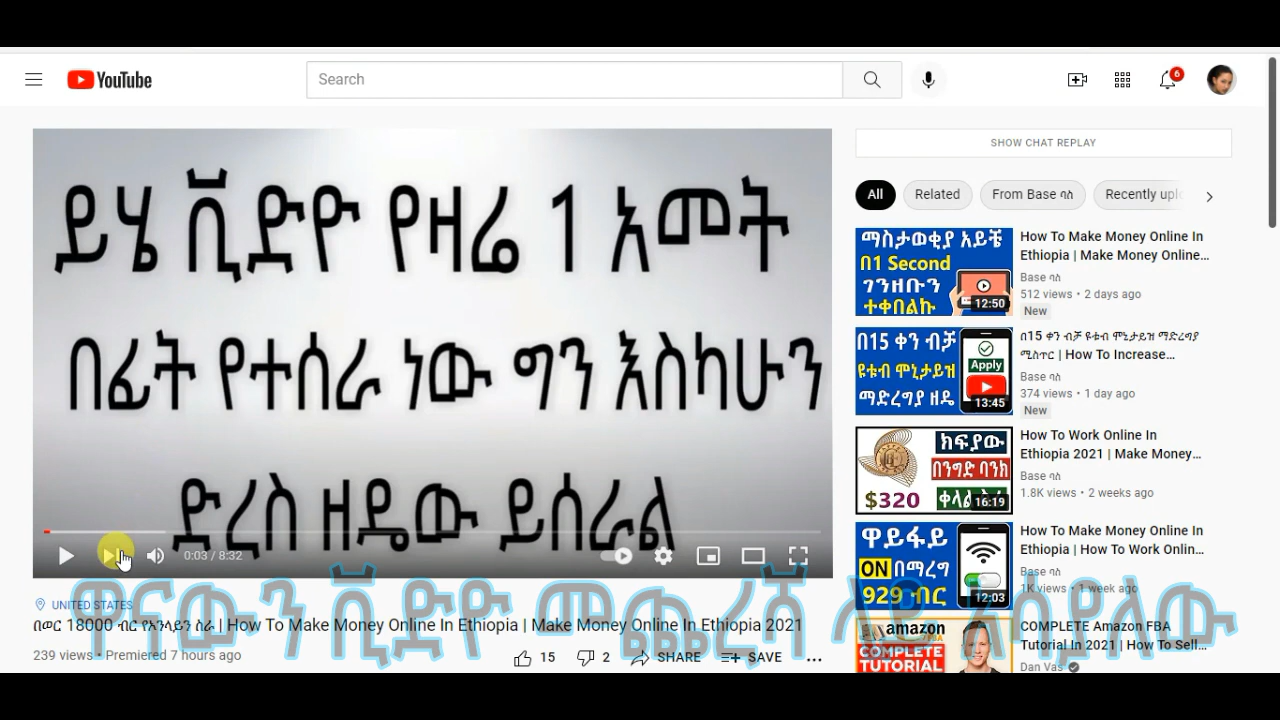 YouTube
Search
6
ይሄ ቪድዮ የዛሬ 1 አመት
በፊት የተሰራ ነው ግን እስካሁን
ድረስ ዘዴው ይሰራል
0:03 / 8:32
UNITED STATES
በወር 18000 ብር የኦንላይን ስራ | How To Make Money Online In Ethiopia | Make Money Online In Ethiopia 2021
239 views • Premiered 7 hours ago
15
2
SHARE
SAVE
ዋናውን ቪድዮ መጨረሻ ላይ አሳያለው
SHOW CHAT REPLAY
All
Related
From Base ባስ
Recently uplo
ማስታወቂያ አይቼ
በ1 Second
ገንዘቡን
ተቀበልኩ
12:50
How To Make Money Online In
Ethiopia | Make Money Online...
Base ባስ
512 views • 2 days ago
New
በ15 ቀን ብቻ
ዩቱብ ሞኒታይዝ
ማድረግያ ዘዴ
Apply
13:45
በ15 ቀን ብቻ ዩቱብ ሞኒታይዝ ማድረግያ
ሚስጥር | How To Increase...
Base ባስ
374 views • 1 day ago
New
ክፍያው
በንግድ ባንክ
$320
ቀላል
16:19
How To Work Online In
Ethiopia 2021 | Make Money...
Base ባስ
1.8K views • 2 weeks ago
ዋይፋይ
ON በማረግ
929 ብር
12:03
How To Make Money Online In
Ethiopia | How To Work Onlin...
Base ባስ
1K views • 1 week ago
amazon
FBA
COMPLETE
TUTORIAL
COMPLETE Amazon FBA
Tutorial In 2021 | How To Sell...
Dan Vas